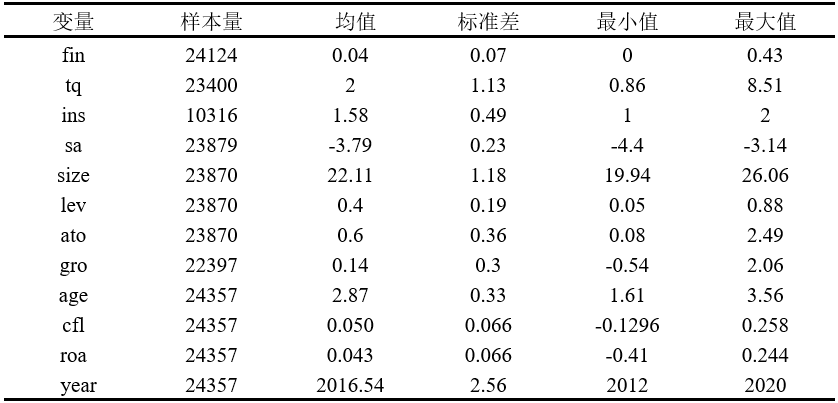 变量 样本量 均值 标准差 最小值 最大值
fin 24124 0.04 0.07 0 0.43
tq 23400 2 1.13 0.86 8.51
ins 10316 1.58 0.49 1 2
sa 23879 -3.79 0.23 -4.4 -3.14
size 23870 22.11 1.18 19.94 26.06
lev 23870 0.4 0.19 0.05 0.88
ato 23870 0.6 0.36 0.08 2.49
gro 22397 0.14 0.3 -0.54 2.06
age 24357 2.87 0.33 1.61 3.56
cfl 24357 0.050 0.066 -0.1296 0.258
roa 24357 0.043 0.066 -0.41 0.244
year 24357 2016.54 2.56 2012 2020